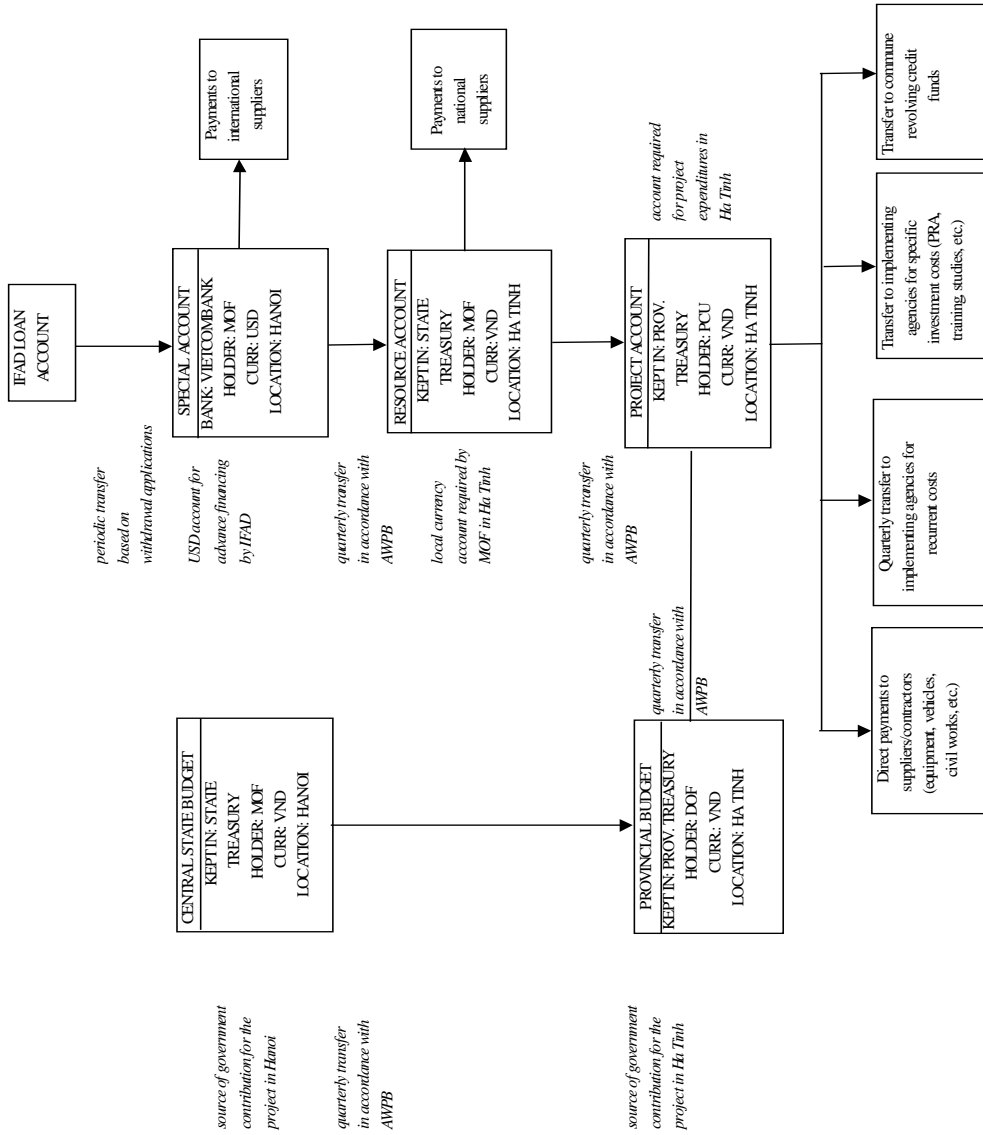 IFAD LOAN
ACCOUNT
periodic transfer
based on
withdrawal applications
CENTRAL STATE BUDGET
KEPT IN: STATE
TREASURY
HOLDER: MOF
CURR: VND
LOCATION: HANOI
source of government
contribution for the
project in Hanoi
SPECIAL ACCOUNT
BANK: VIETCOMBANK
HOLDER: MOF
CURR: USD
LOCATION: HANOI
USD account for
advance financing
by IFAD
Payments to
international
suppliers
quarterly transfer
in accordance with
AWPB
quarterly transfer
in accordance with
AWPB
RESOURCE ACCOUNT
KEPT IN: STATE
TREASURY
HOLDER: MOF
CURR: VND
LOCATION: HA TINH
local currency
account required by
MOF in Ha Tinh
Payments to
national
suppliers
quarterly transfer
in accordance with
AWPB
source of government
contribution for the
project in Ha Tinh
PROVINCIAL BUDGET
KEPT IN: PROV. TREASURY
HOLDER: DOF
CURR.: VND
LOCATION: HA TINH
quarterly transfer
in accordance with
AWPB
PROJECT ACCOUNT
KEPT IN: PROV.
TREASURY
HOLDER: PCU
CURR: VND
LOCATION: HA TINH
account required
for project
expenditures in
Ha Tinh
Direct payments to
suppliers/contractors
(equipment, vehicles,
civil works, etc.)
Quarterly transfer to
implementing agencies for
recurrent costs
Transfer to implementing
agencies for specific
investment costs (PRA,
training, studies, etc.)
Transfer to commune
revolving credit
funds